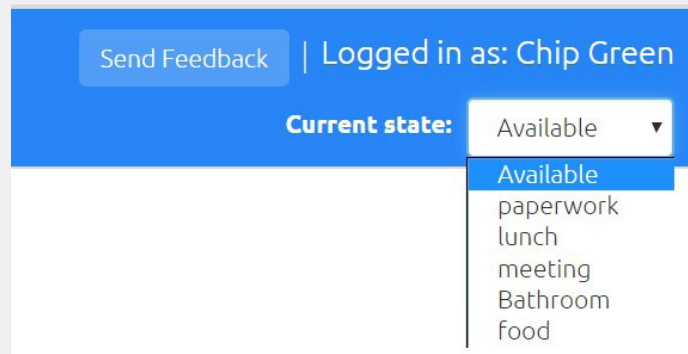 Send Feedback | Logged in as: Chip Green
Current state: Available
Available
paperwork
lunch
meeting
Bathroom
food